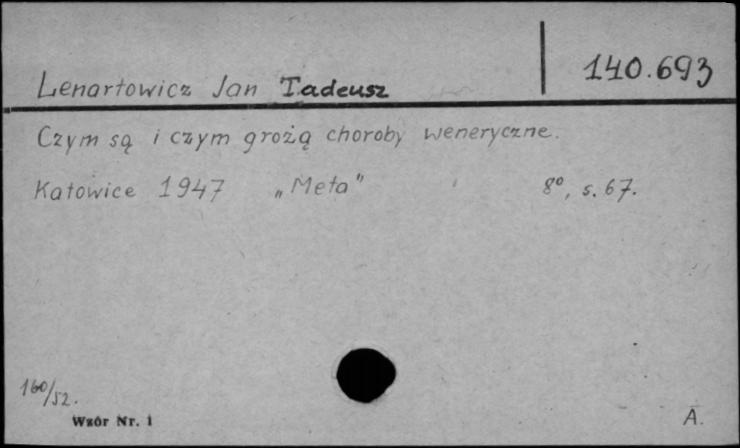 Lenartowicz Jan Tadeusz
140.693
Czym są i czym grożą choroby weneryczne.
Katowice 1947 „Meta" 8°, s. 67.
160/52.
Wzór Nr. 1
A.